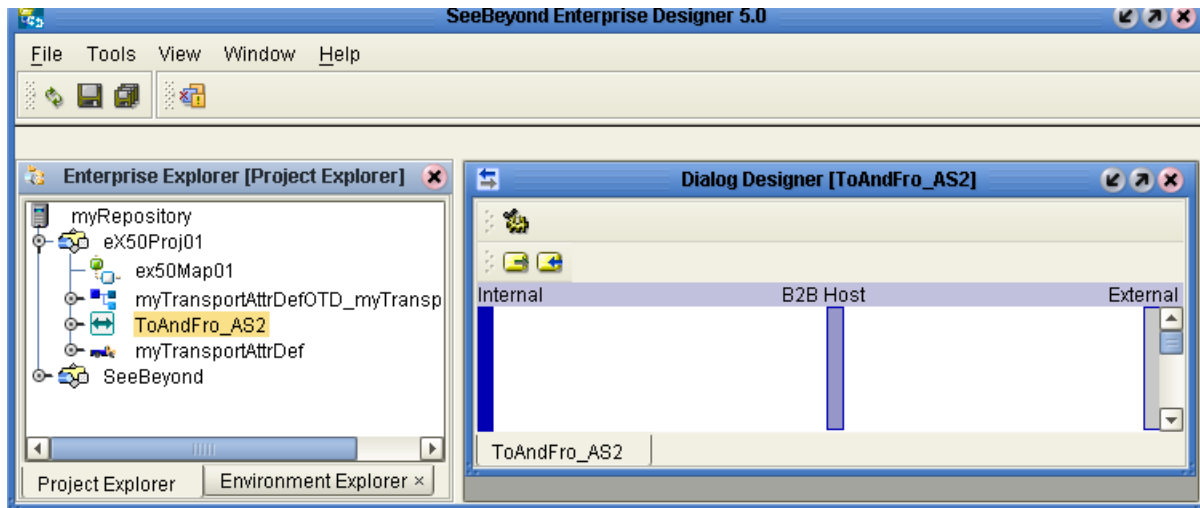 SeeBeyond Enterprise Designer 5.0
File Tools View Window Help
Enterprise Explorer [Project Explorer]
myRepository
eX50Proj01
ex50Map01
myTransportAttrDefOTD_myTransp
ToAndFro_AS2
myTransportAttrDef
SeeBeyond
Project Explorer
Environment Explorer ×
Dialog Designer [ToAndFro_AS2]
Internal B2B Host External
ToAndFro_AS2